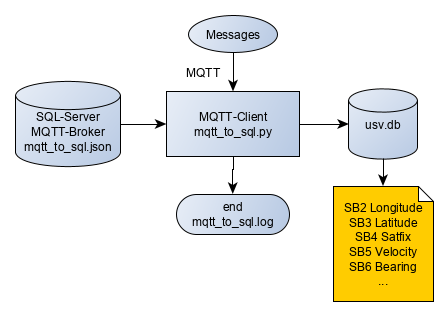 Messages
MQTT
SQL-Server
MQTT-Broker
mqtt_to_sql.json
MQTT-Client
mqtt_to_sql.py
usv.db
end
mqtt_to_sql.log
SB2 Longitude
SB3 Latitude
SB4 Satfix
SB5 Velocity
SB6 Bearing
...